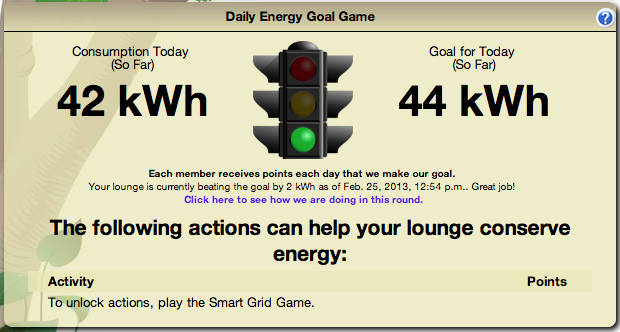 Daily Energy Goal Game
?
Consumption Today
(So Far)
42 kWh
Goal for Today
(So Far)
44 kWh
Each member receives points each day that we make our goal.
Your lounge is currently beating the goal by 2 kWh as of Feb. 25, 2013, 12:54 p.m.. Great job!
Click here to see how we are doing in this round.
The following actions can help your lounge conserve
energy:
Activity Points
To unlock actions, play the Smart Grid Game.